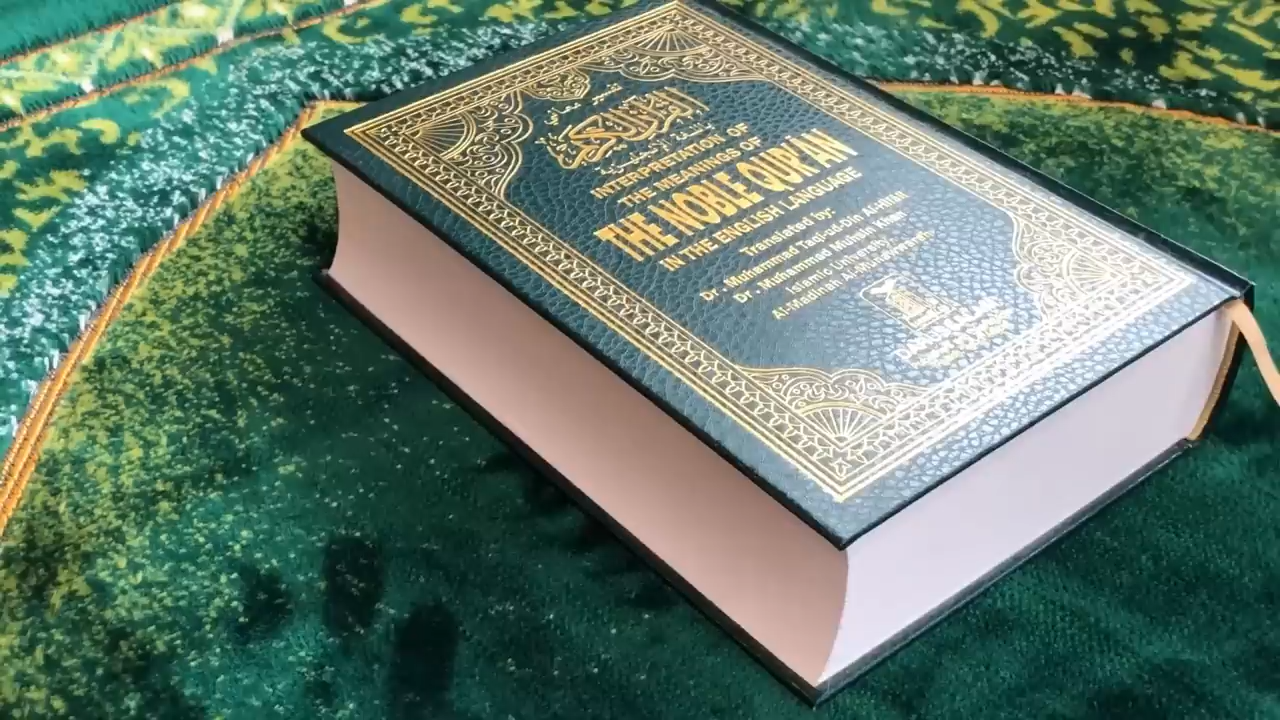 تفسير معاني
القرآن الكريم
INTERPRETATION OF
THE MEANINGS OF
THE NOBLE QUR'ÂN
IN THE ENGLISH LANGUAGE
Translated by:
Dr. Muhammad Taqi-ud-Din Al-Hilali
Dr. Muhammad Muhsin Khan
Islamic University
Al-Madinah Al-Munawwarah